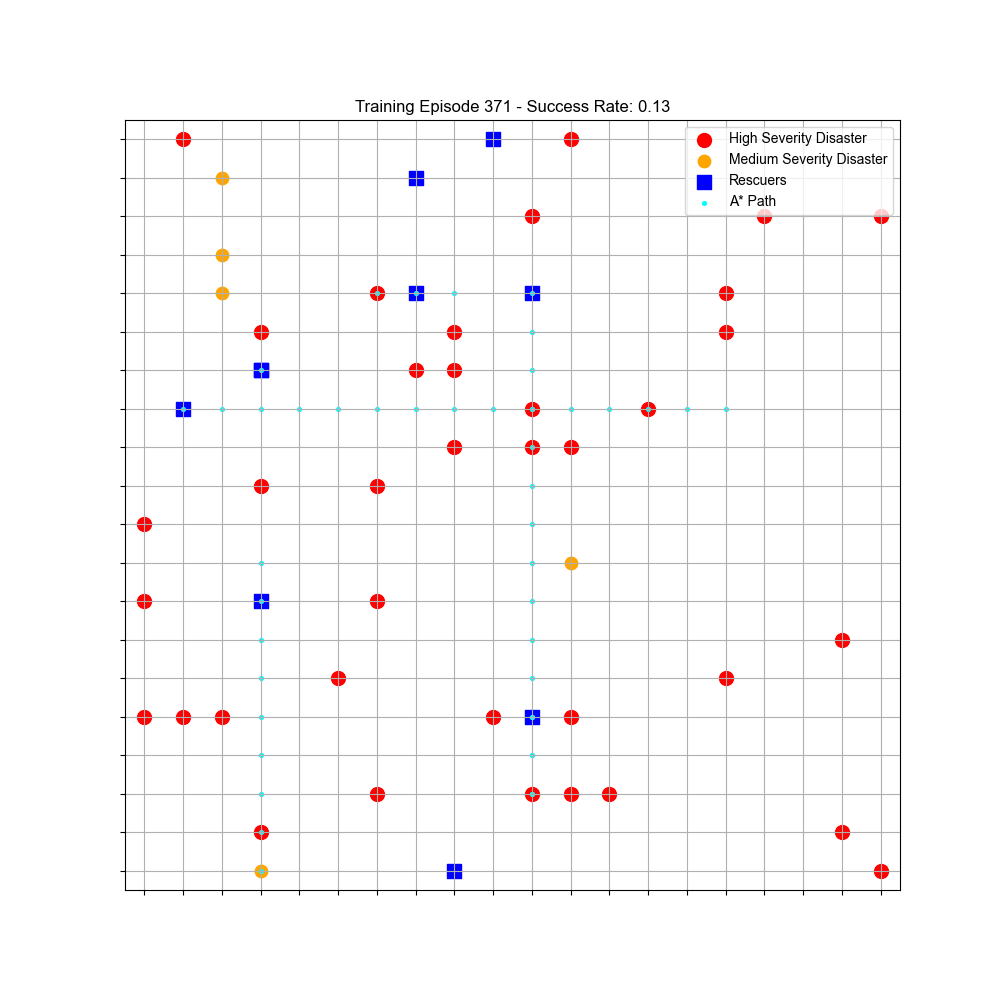 Training Episode 371 - Success Rate: 0.13
High Severity Disaster
Medium Severity Disaster
Rescuers
A* Path